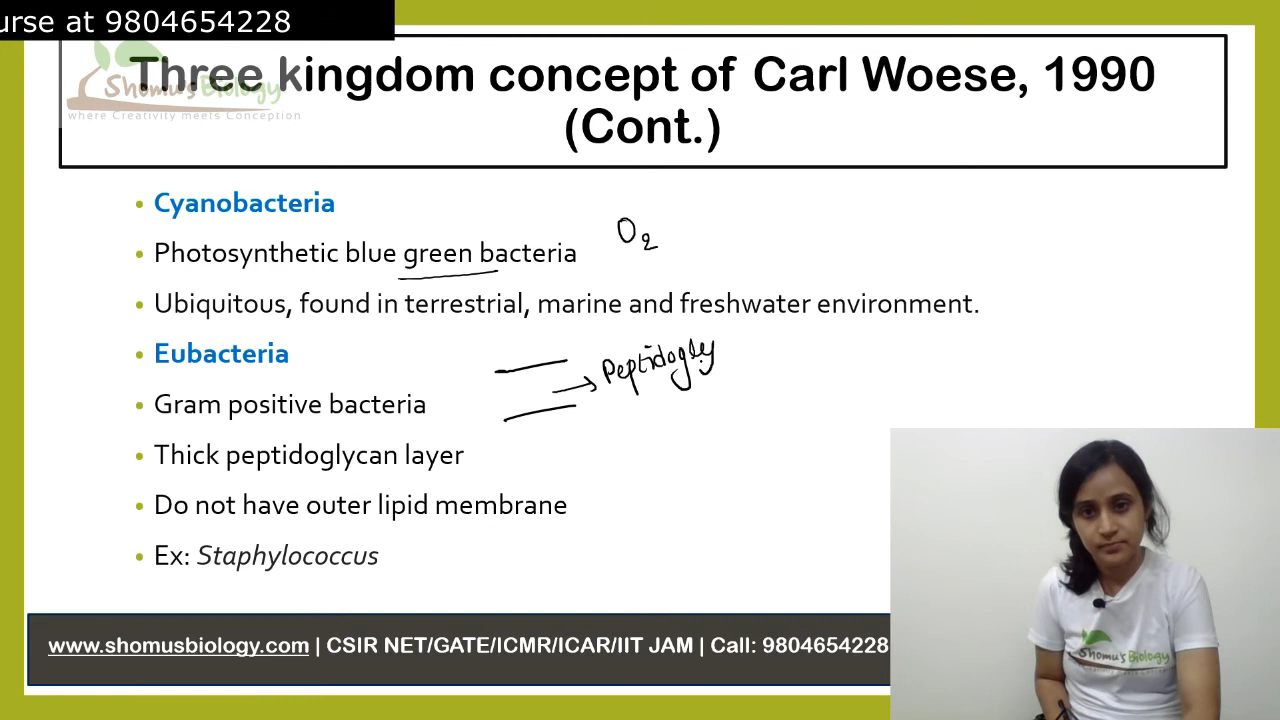 urse at 9804654228
Three kingdom concept of Carl Woese, 1990
(Cont.)
Shomu's Biology
where Creativity meets Conception
• Cyanobacteria
• Photosynthetic blue green bacteria
O2
• Ubiquitous, found in terrestrial, marine and freshwater environment.
• Eubacteria
Peptidogly
• Gram positive bacteria
• Thick peptidoglycan layer
• Do not have outer lipid membrane
• Ex: Staphylococcus
www.shomusbiology.com | CSIR NET/GATE/ICMR/ICAR/IIT JAM | Call: 9804654228
Shomu's Biology